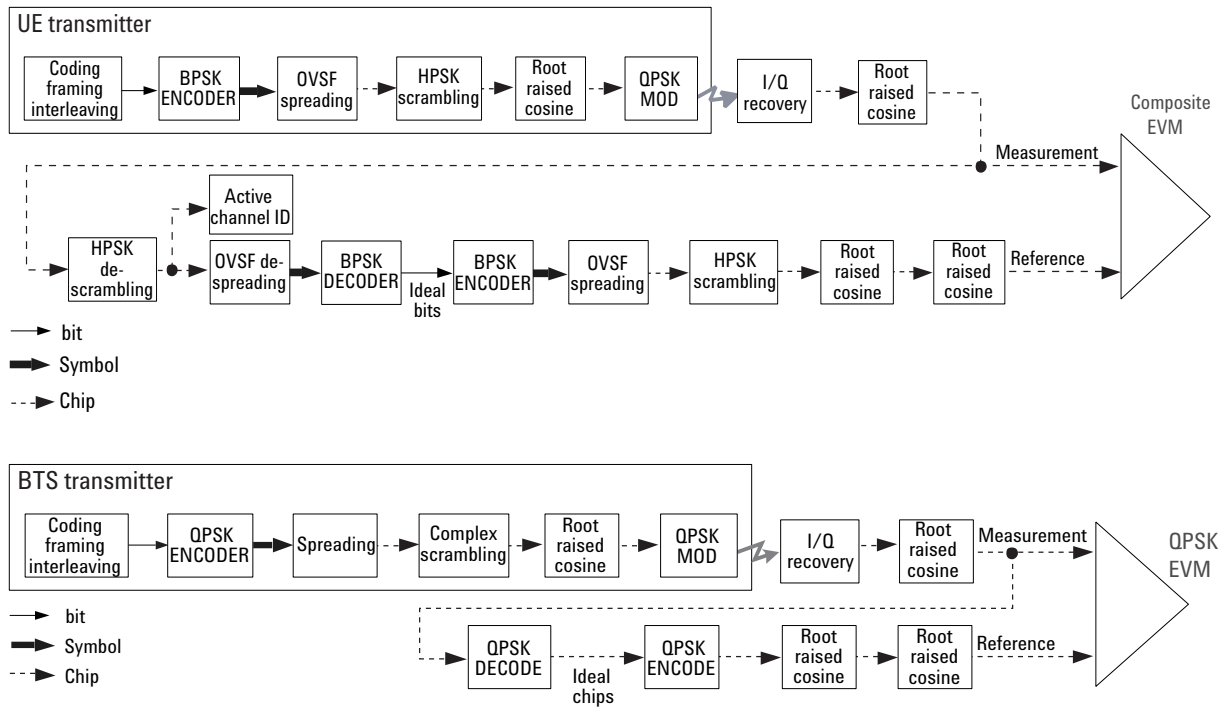 UE transmitter
Coding
framing
interleaving
BPSK
ENCODER
OVSF
spreading
HPSK
scrambling
Root
raised
cosine
QPSK
MOD
I/Q
recovery
Root
raised
cosine
Composite
EVM
Measurement
Active
channel ID
HPSK
de-
scrambling
OVSF de-
spreading
BPSK
DECODER
Ideal
bits
BPSK
ENCODER
OVSF
spreading
HPSK
scrambling
Root
raised
cosine
Root
raised
cosine
Reference
bit
Symbol
Chip
BTS transmitter
Coding
framing
interleaving
QPSK
ENCODER
Spreading
Complex
scrambling
Root
raised
cosine
QPSK
MOD
I/Q
recovery
Root
raised
cosine
Measurement
QPSK
EVM
bit
Symbol
Chip
QPSK
DECODE
Ideal
chips
QPSK
ENCODE
Root
raised
cosine
Root
raised
cosine
Reference